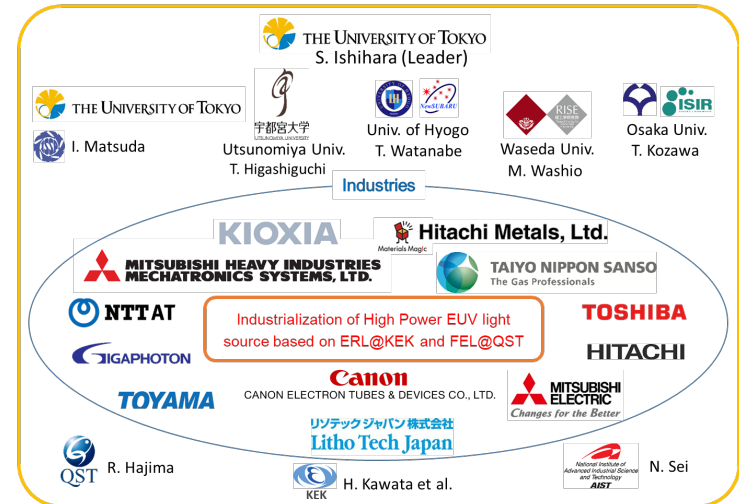 THE UNIVERSITY OF TOKYO
S. Ishihara (Leader)
THE UNIVERSITY OF TOKYO
I. Matsuda
宇都宮大学
UTSUNOMIYA UNIVERSITY
Utsunomiya Univ.
T. Higashiguchi
NewSUBARU
Univ. of Hyogo
T. Watanabe
RISE
Waseda Univ.
M. Washio
ISIR
Osaka Univ.
T. Kozawa
Industries
KIOXIA
Materials Magic
Hitachi Metals, Ltd.
MITSUBISHI HEAVY INDUSTRIES
MECHATRONICS SYSTEMS, LTD.
TAIYO NIPPON SANSO
The Gas Professionals
NTT AT
Industrialization of High Power EUV light
source based on ERL@KEK and FEL@QST
TOSHIBA
GIGAPHOTON
HITACHI
TOYAMA
Canon
CANON ELECTRON TUBES & DEVICES CO., LTD.
MITSUBISHI
ELECTRIC
Changes for the Better
リソテックジャパン株式会社
Litho Tech Japan
QST
R. Hajima
KEK
H. Kawata et al.
National Institute of
Advanced Industrial Science
and Technology
AIST
N. Sei